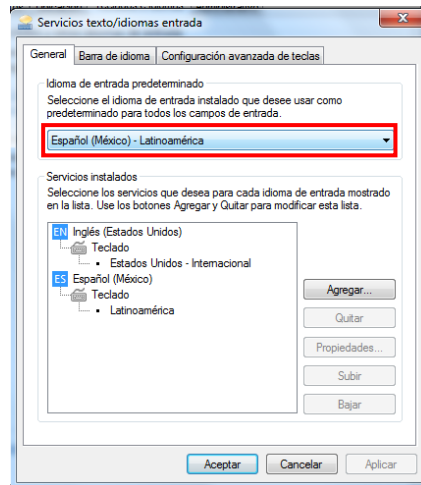 Servicios texto/idiomas entrada
General
Barra de idioma
Configuración avanzada de teclas
Idioma de entrada predeterminado
Seleccione el idioma de entrada instalado que desee usar como
predeterminado para todos los campos de entrada.
Español (México) - Latinoamérica
Servicios instalados
Seleccione los servicios que desea para cada idioma de entrada mostrado
en la lista. Use los botones Agregar y Quitar para modificar esta lista.
EN Inglés (Estados Unidos)
Teclado
Estados Unidos - Internacional
ES Español (México)
Teclado
Latinoamérica
Agregar...
Quitar
Propiedades...
Subir
Bajar
Aceptar
Cancelar
Aplicar